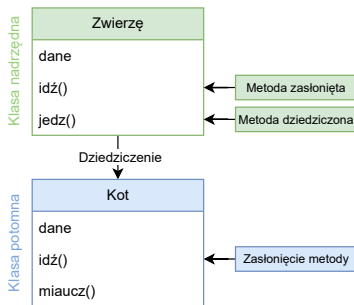 Klasa nadrzędna
Zwierzę
dane
idź()
Metoda zasłonięta
jedz()
Metoda dziedziczona
Dziedziczenie
Klasa potomna
Kot
dane
idź()
Zasłonięcie metody
miaucz()